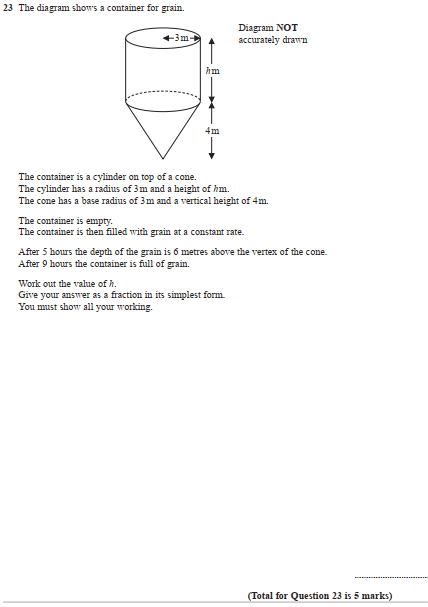 23 The diagram shows a container for grain.
Diagram NOT
accurately drawn
3 m
hm
4m
The container is a cylinder on top of a cone.
The cylinder has a radius of 3 m and a height of hm.
The cone has a base radius of 3 m and a vertical height of 4 m.
The container is empty.
The container is then filled with grain at a constant rate.
After 5 hours the depth of the grain is 6 metres above the vertex of the cone.
After 9 hours the container is full of grain.
Work out the value of h.
Give your answer as a fraction in its simplest form.
You must show all your working.
(Total for Question 23 is 5 marks)